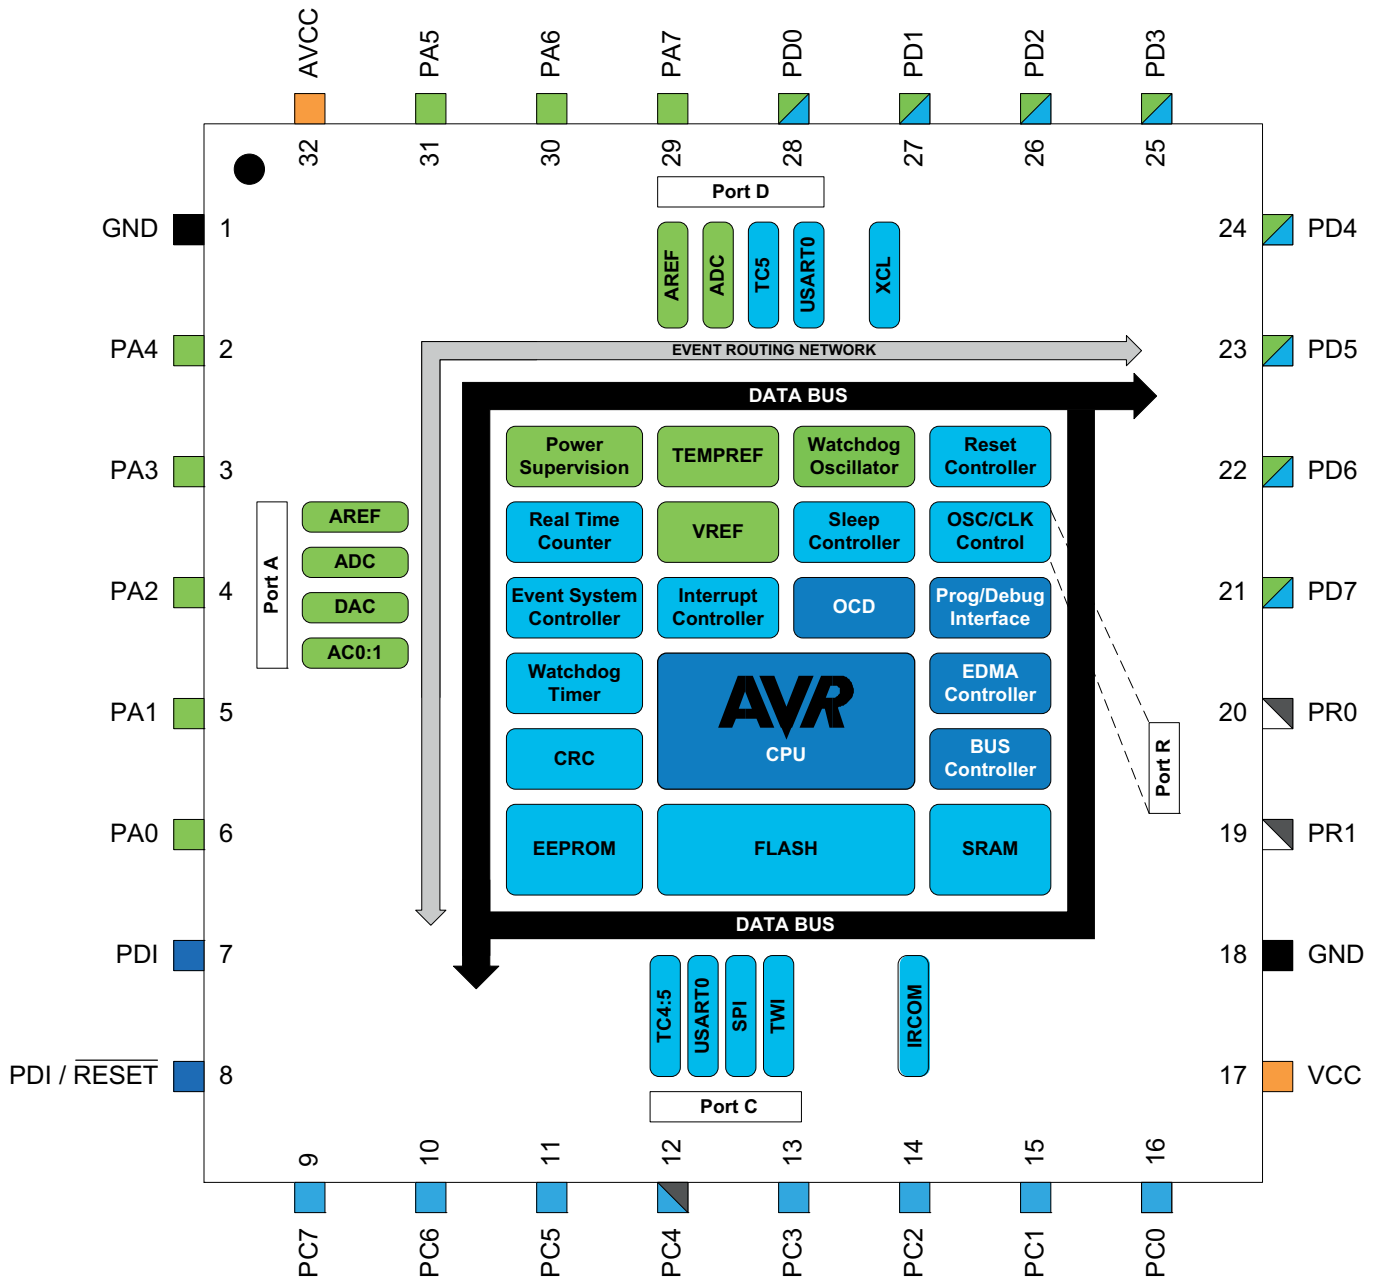 AVCC
PA5
PA6
PA7
PD0
PD1
PD2
PD3
32
31
30
29
28
27
26
25
Port D
GND 1
24 PD4
AREF
ADC
TC5
USART0
XCL
PA4 2
EVENT ROUTING NETWORK
23 PD5
DATA BUS
Power
Supervision
TEMPREF
Watchdog
Oscillator
Reset
Controller
PA3 3
22 PD6
Port A
AREF
ADC
DAC
AC0:1
Real Time
Counter
VREF
Sleep
Controller
OSC/CLK
Control
PA2 4
Event System
Controller
Interrupt
Controller
OCD
Prog/Debug
Interface
21 PD7
Watchdog
Timer
AVR
CPU
EDMA
Controller
PA1 5
20 PR0
CRC
BUS
Controller
Port R
PA0 6
EEPROM
FLASH
SRAM
19 PR1
DATA BUS
PDI 7
18 GND
TC4:5
USART0
SPI
TWI
IRCOM
PDI / RESET 8
17 VCC
Port C
9
10
11
12
13
14
15
16
PC7
PC6
PC5
PC4
PC3
PC2
PC1
PC0